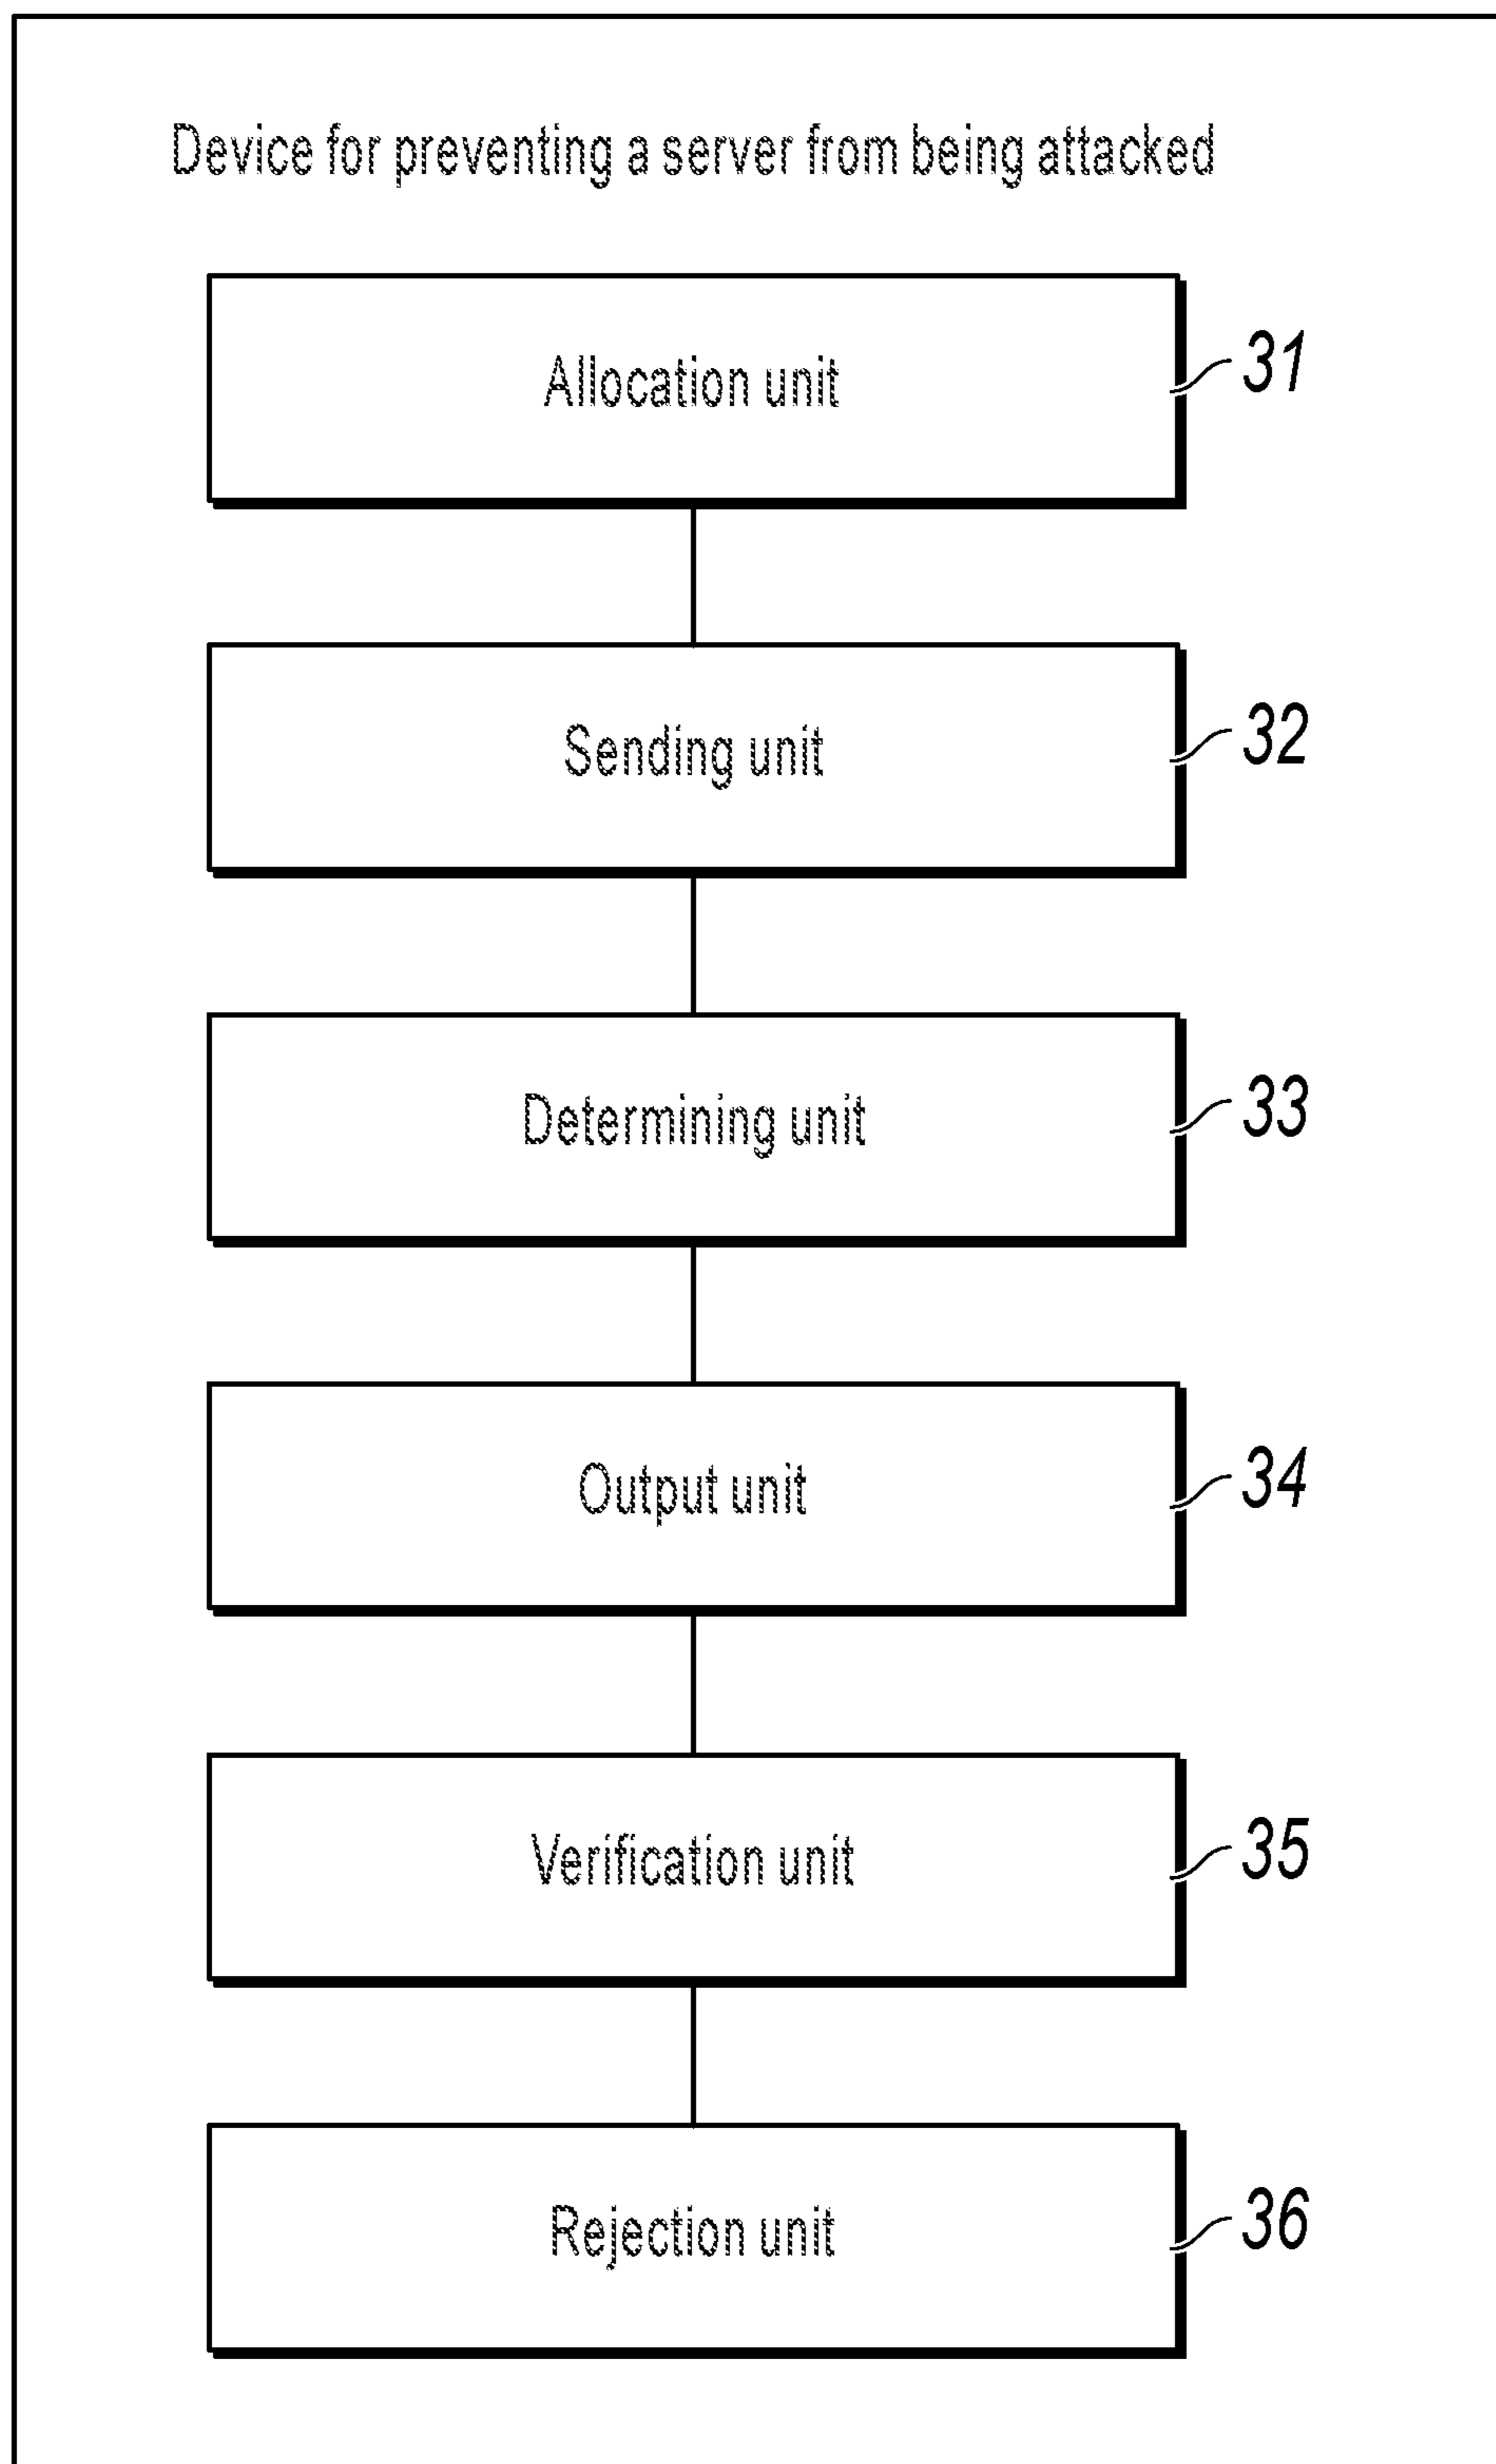 Device for preventing a server from being attacked
Allocation unit
31
Sending unit
32
Determining unit
33
Output unit
34
Verification unit
35
Rejection unit
36